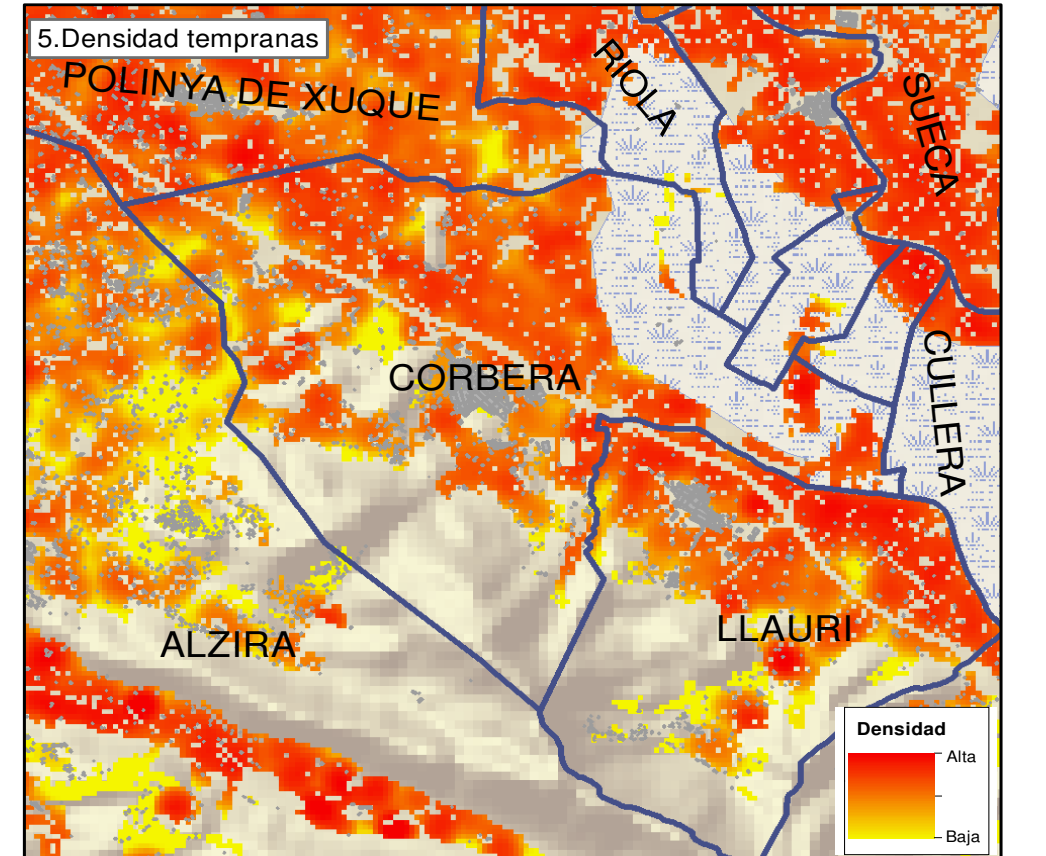 5.Densidad tempranas
POLINYA DE XUQUE
RIOLA
SUECA
CORBERA
CULLERA
LLAURI
ALZIRA
Densidad
Alta
Baja